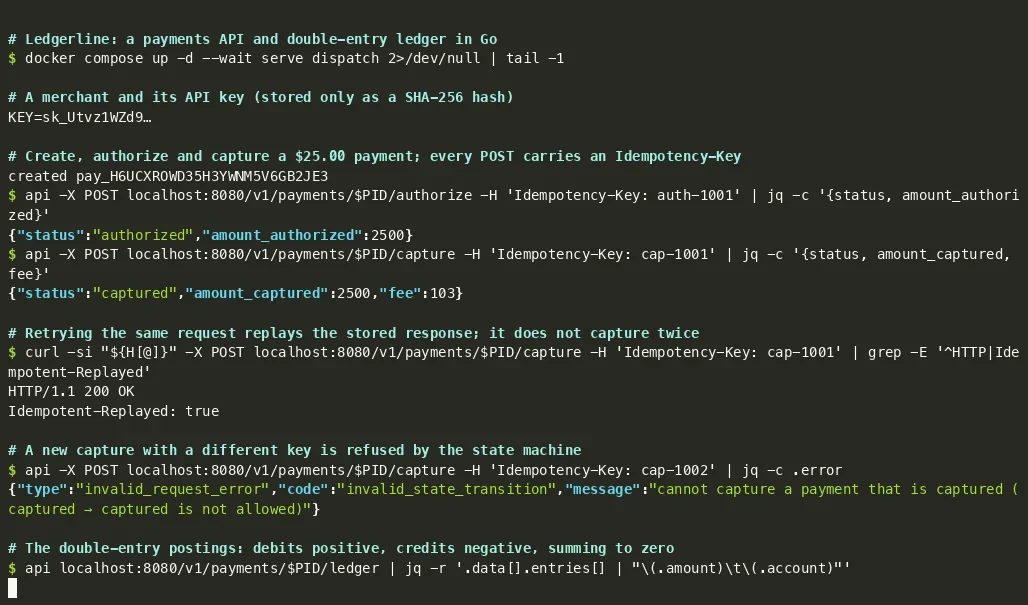 # Ledgerline: a payments API and double-entry ledger in Go
$ docker compose up -d --wait serve dispatch 2>/dev/null | tail -1
# A merchant and its API key (stored only as a SHA-256 hash)
KEY=sk_Utvz1WZd9…
# Create, authorize and capture a $25.00 payment; every POST carries an Idempotency-Key
created pay_H6UCXROWD35H3YWNM5V6GB2JE3
$ api -X POST localhost:8080/v1/payments/$PID/authorize -H 'Idempotency-Key: auth-1001' | jq -c '{status, amount_authori
zed}'
{"status":"authorized","amount_authorized":2500}
$ api -X POST localhost:8080/v1/payments/$PID/capture -H 'Idempotency-Key: cap-1001' | jq -c '{status, amount_captured,
fee}'
{"status":"captured","amount_captured":2500,"fee":103}
# Retrying the same request replays the stored response; it does not capture twice
$ curl -si "${H[@]}" -X POST localhost:8080/v1/payments/$PID/capture -H 'Idempotency-Key: cap-1001' | grep -E '^HTTP|Ide
mpotent-Replayed'
HTTP/1.1 200 OK
Idempotent-Replayed: true
# A new capture with a different key is refused by the state machine
$ api -X POST localhost:8080/v1/payments/$PID/capture -H 'Idempotency-Key: cap-1002' | jq -c .error
{"type":"invalid_request_error","code":"invalid_state_transition","message":"cannot capture a payment that is captured (
captured → captured is not allowed)"}
# The double-entry postings: debits positive, credits negative, summing to zero
$ api localhost:8080/v1/payments/$PID/ledger | jq -r '.data[].entries[] | "\(.amount)\t\(.account)"'